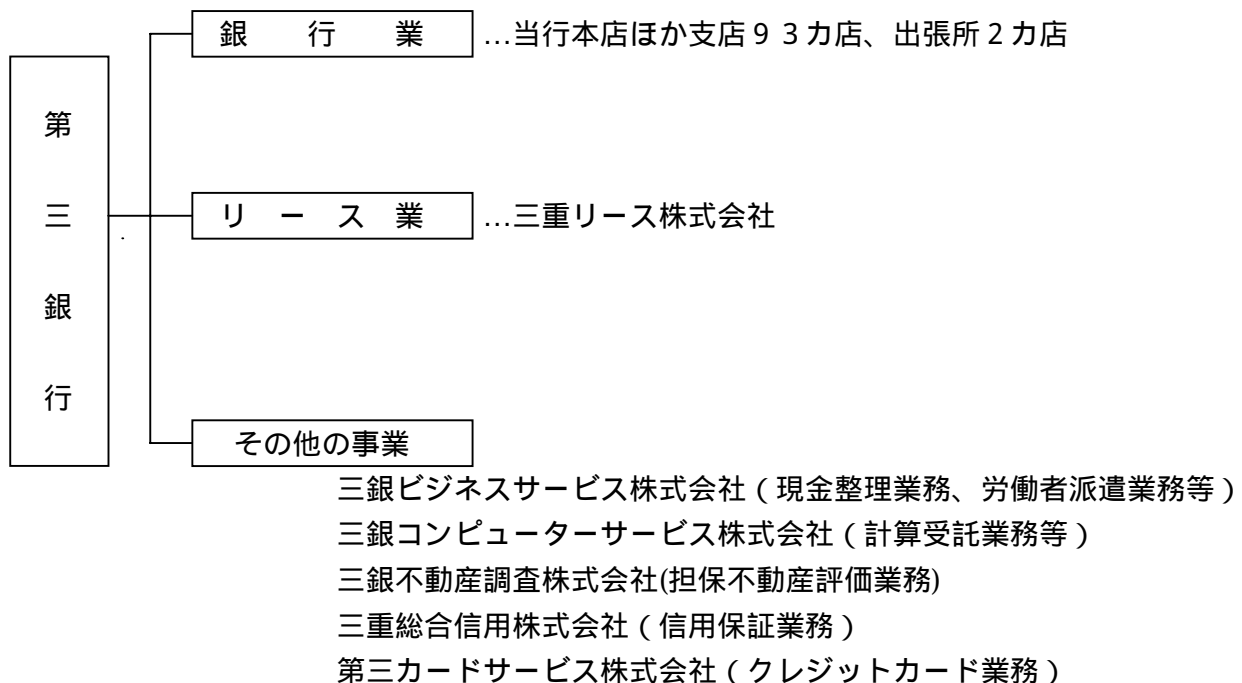 銀行業 …当行本店ほか支店９３カ店、出張所２カ店
第三銀行
リース業 …三重リース株式会社
その他の事業
三銀ビジネスサービス株式会社（現金整理業務、労働者派遣業務等）
三銀コンピューターサービス株式会社（計算受託業務等）
三銀不動産調査株式会社(担保不動産評価業務)
三重総合信用株式会社（信用保証業務）
第三カードサービス株式会社（クレジットカード業務）